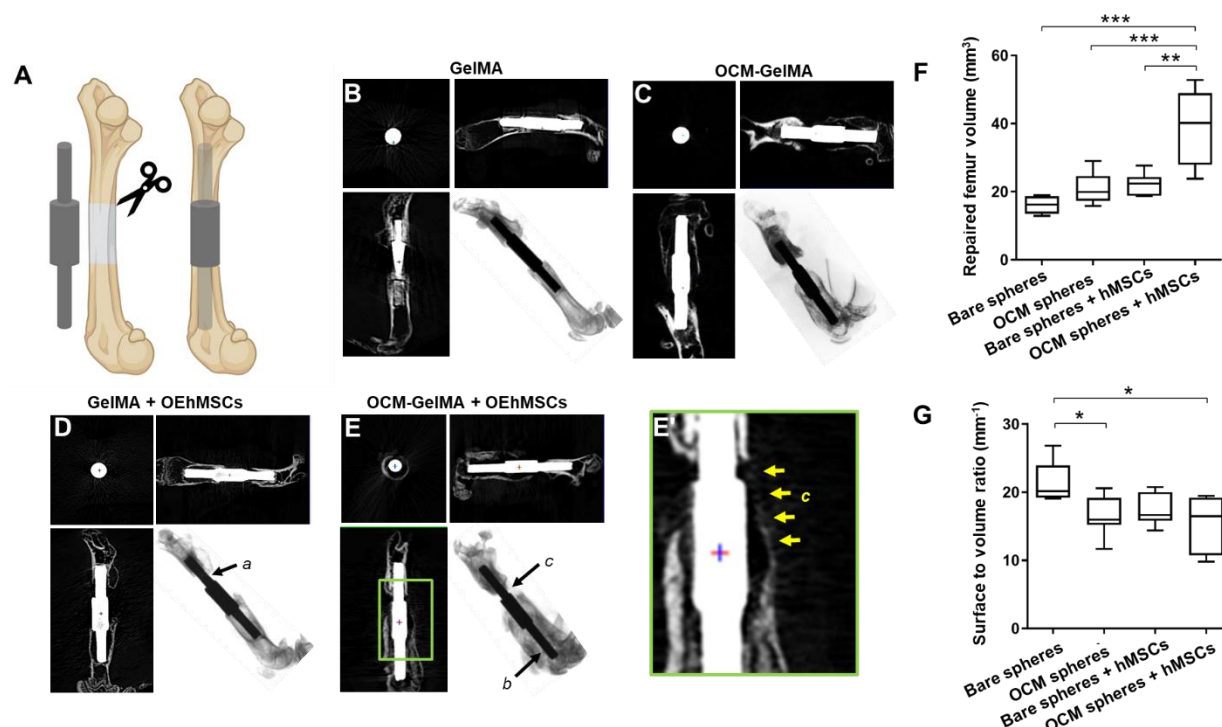 A
GelMA
B
OCM-GelMA
C
GelMA + OEhMSCs
D
a
OCM-GelMA + OEhMSCs
E
c
b
E'
c
F
***
***
**
Repaired femur volume (mm³)
60
40
20
0
Bare spheres
OCM spheres
Bare spheres + hMSCs
OCM spheres + hMSCs
G
*
*
Surface to volume ratio (mm⁻¹)
30
20
10
0
Bare spheres
OCM spheres
Bare spheres + hMSCs
OCM spheres + hMSCs